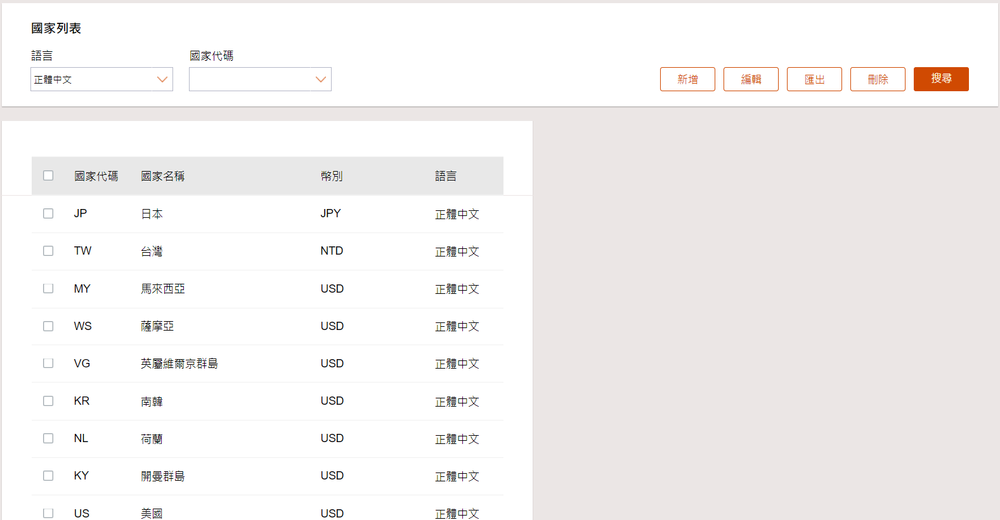 國家列表
語言 國家代碼
正體中文 新增 編輯 匯出 刪除 搜尋
國家代碼 國家名稱 幣別 語言
JP 日本 JPY 正體中文
TW 台灣 NTD 正體中文
MY 馬來西亞 USD 正體中文
WS 薩摩亞 USD 正體中文
VG 英屬維爾京群島 USD 正體中文
KR 南韓 USD 正體中文
NL 荷蘭 USD 正體中文
KY 開曼群島 USD 正體中文
US 美國 USD 正體中文